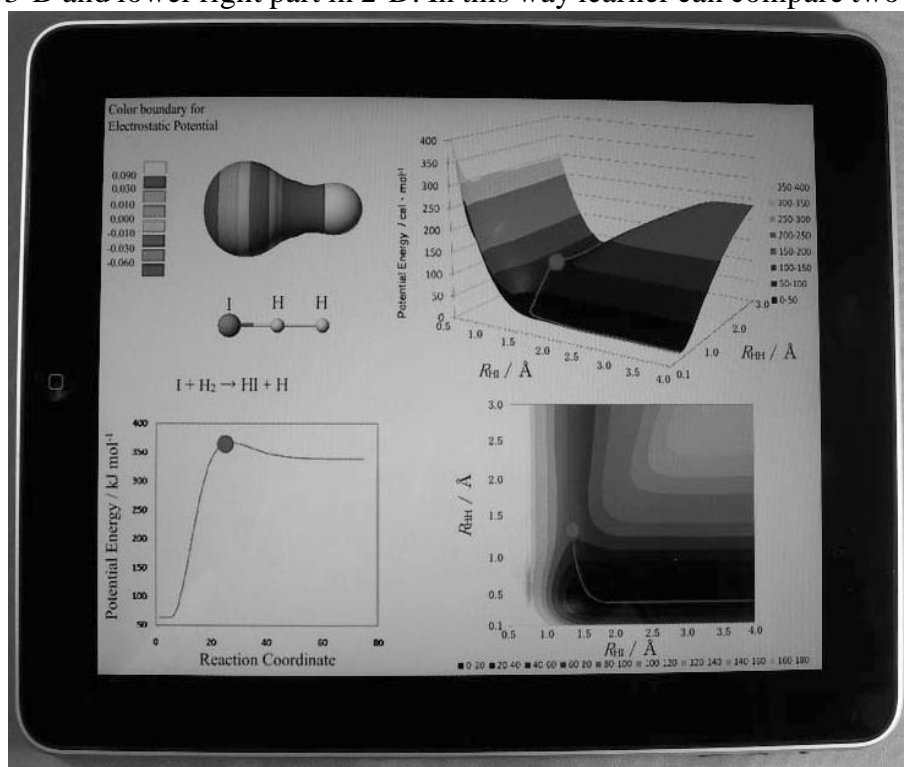 3-D and lower right part in 2-D. In this way learner can compare two
Color boundary for
Electrostatic Potential
0.090
0.030
0.010
0.000
-0.010
-0.030
-0.060
I H H
I + H₂ → HI + H
Potential Energy / kJ mol⁻¹
400
350
300
250
200
150
100
50
0 20 40 60 80
Reaction Coordinate
Potential Energy / cal · mol⁻¹
400
350
300
250
200
150
100
50
0
0.5 1.0 1.5 2.0 2.5 3.0 3.5 4.0
RHI / Å
0.1 1.0 2.0 3.0
RHH / Å
350-400
300-350
250-300
200-250
150-200
100-150
50-100
0-50
RHH / Å
3.0
2.0
1.5
1.0
0.5
0.1
0.5 1.0 1.5 2.0 2.5 3.0 3.5 4.0
RHI / Å
0-20 20-40 40-60 60-80 80-100 100-120 120-140 140-160 160-180